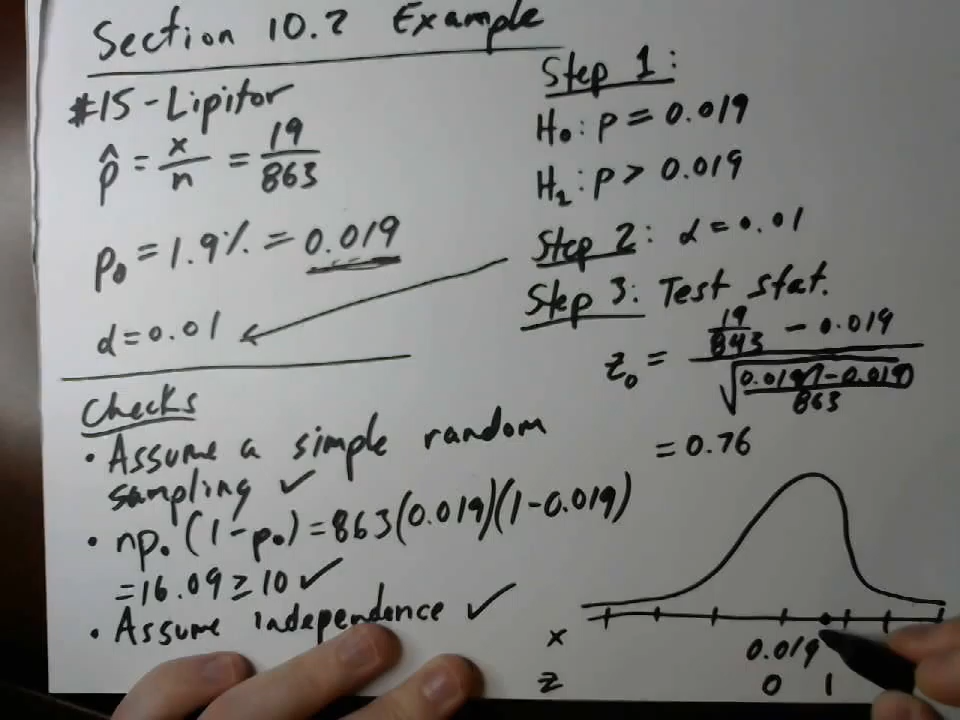 Section 10.2 Example
#15 - Lipitor
p̂ = x/n = 19/863
p₀ = 1.9% = 0.019
α = 0.01
Checks
• Assume a simple random
sampling ✓
• np₀ (1-p₀) = 863(0.019)(1-0.019)
= 16.09 ≥ 10 ✓
• Assume independence ✓
Step 1:
H₀: p = 0.019
H₁: p > 0.019
Step 2: α = 0.01
Step 3: Test stat.
z₀ = (19/843 - 0.019) / √(0.019(1-0.019)/863)
= 0.76
x 0.019
z 0 1